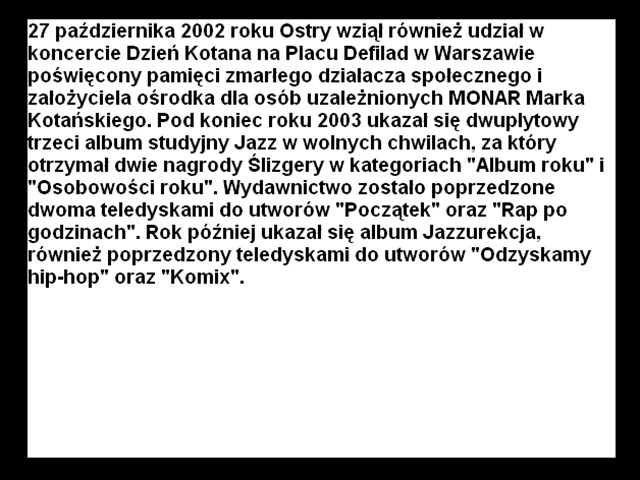 27 października 2002 roku Ostry wziął również udział w
koncercie Dzień Kotana na Placu Defilad w Warszawie
poświęcony pamięci zmarłego działacza społecznego i
założyciela ośrodka dla osób uzależnionych MONAR Marka
Kotańskiego. Pod koniec roku 2003 ukazał się dwupłytowy
trzeci album studyjny Jazz w wolnych chwilach, za który
otrzymał dwie nagrody Ślizgery w kategoriach "Album roku" i
"Osobowości roku". Wydawnictwo zostało poprzedzone
dwoma teledyskami do utworów "Początek" oraz "Rap po
godzinach". Rok później ukazał się album Jazzurekcja,
również poprzedzony teledyskami do utworów "Odzyskamy
hip-hop" oraz "Komix".